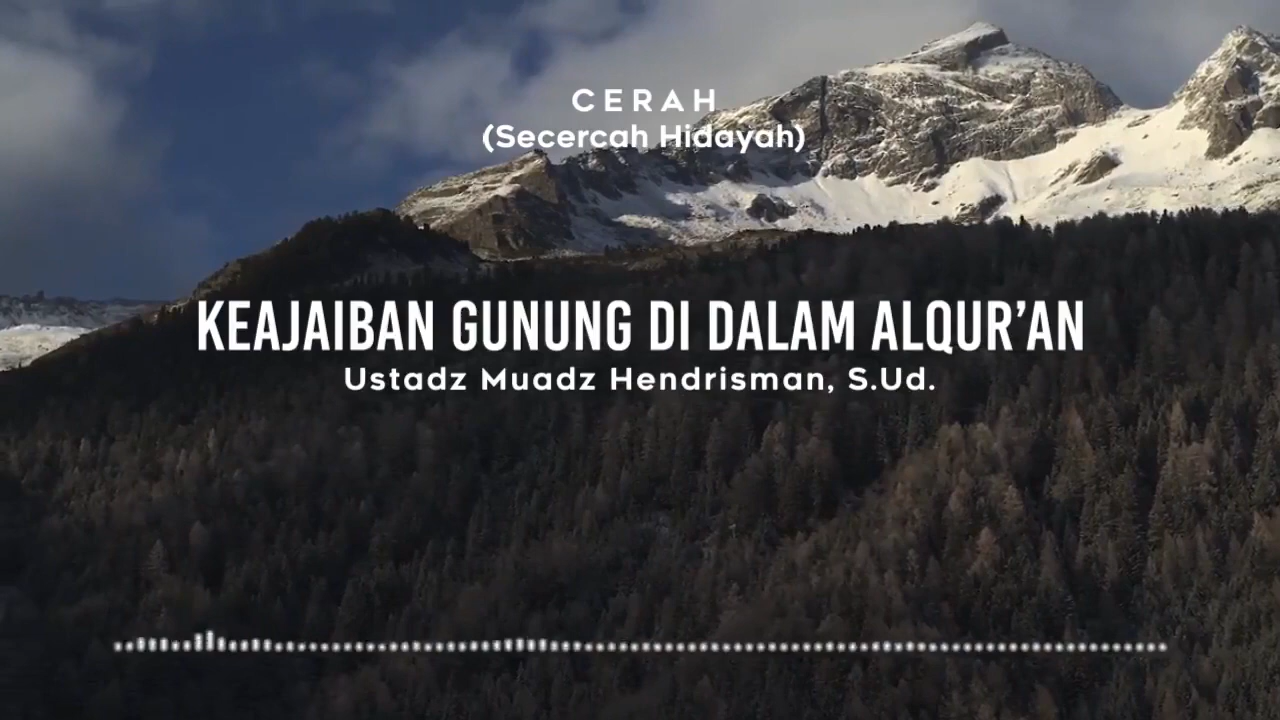 CERAH
(Secercah Hidayah)
KEAJAIBAN GUNUNG DI DALAM ALQUR’AN
Ustadz Muadz Hendrisman, S.Ud.